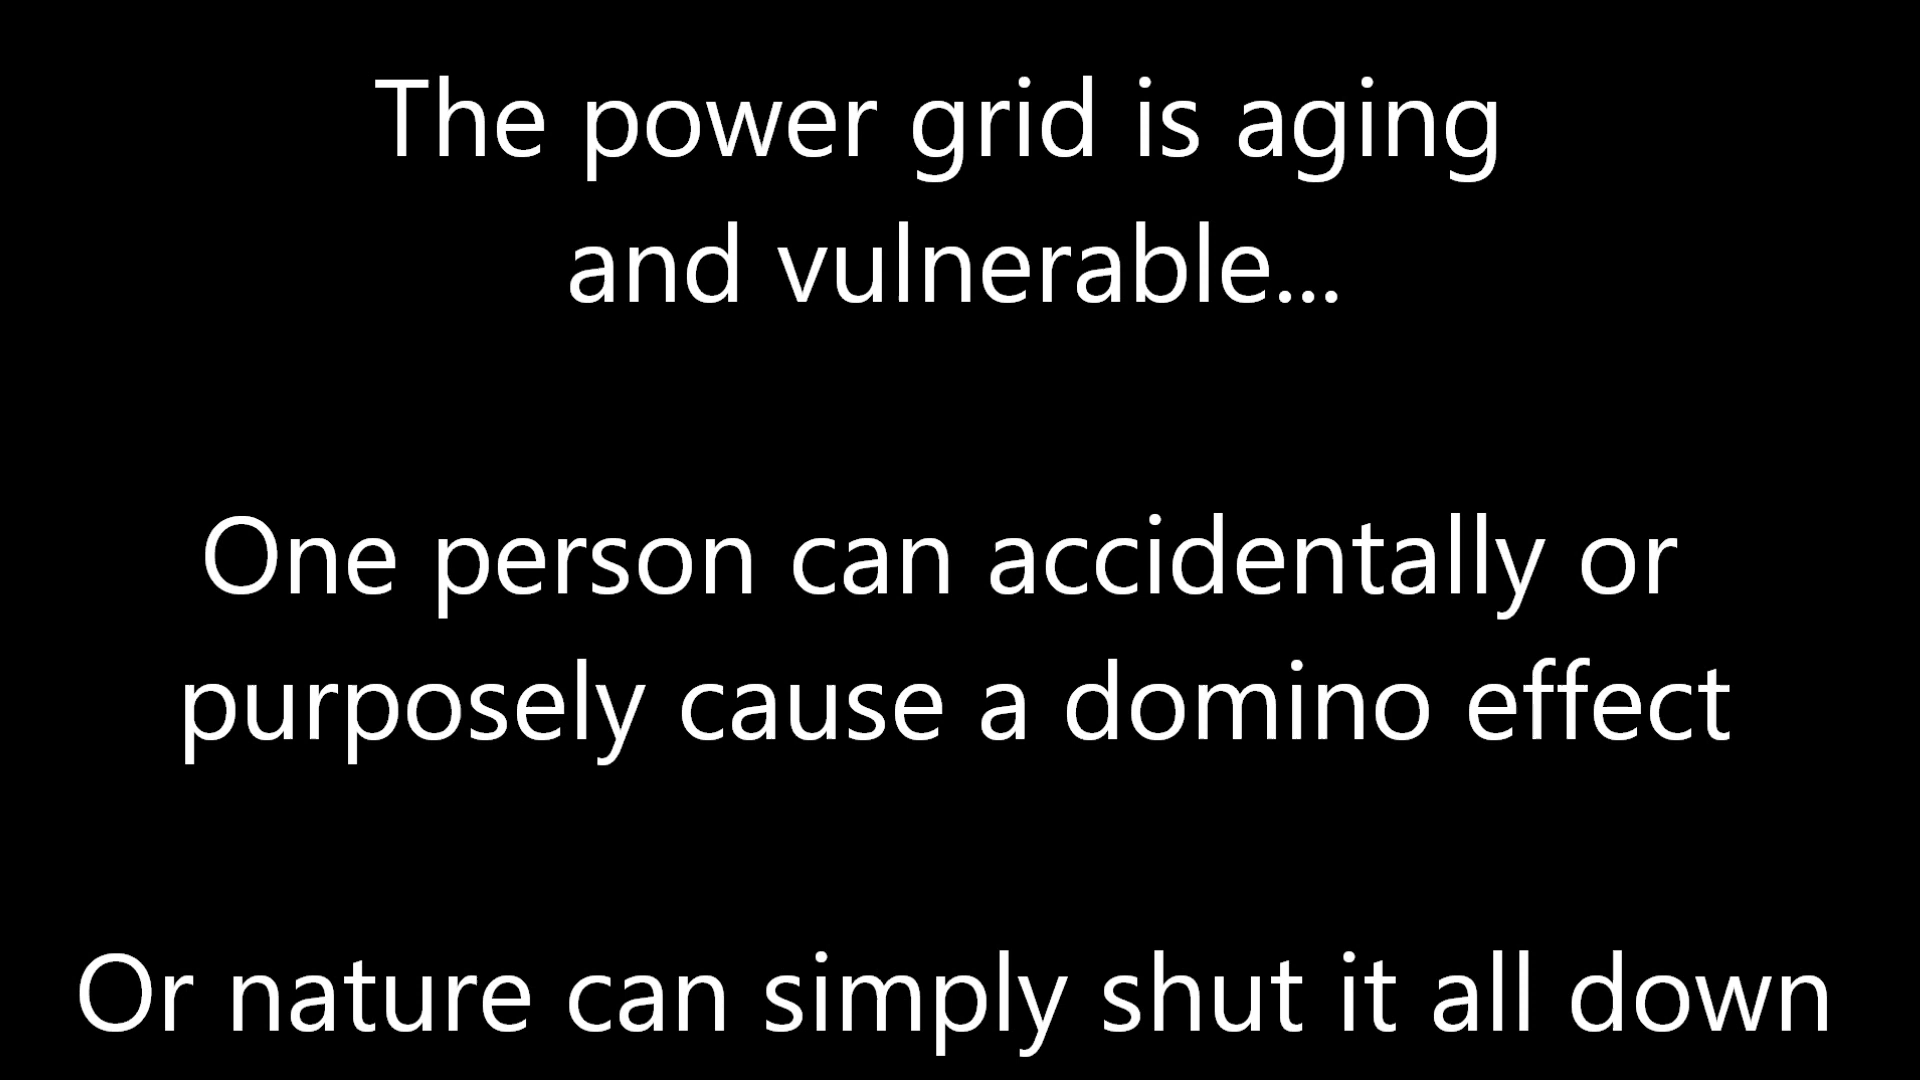 The power grid is aging
and vulnerable...
One person can accidentally or
purposely cause a domino effect
Or nature can simply shut it all down